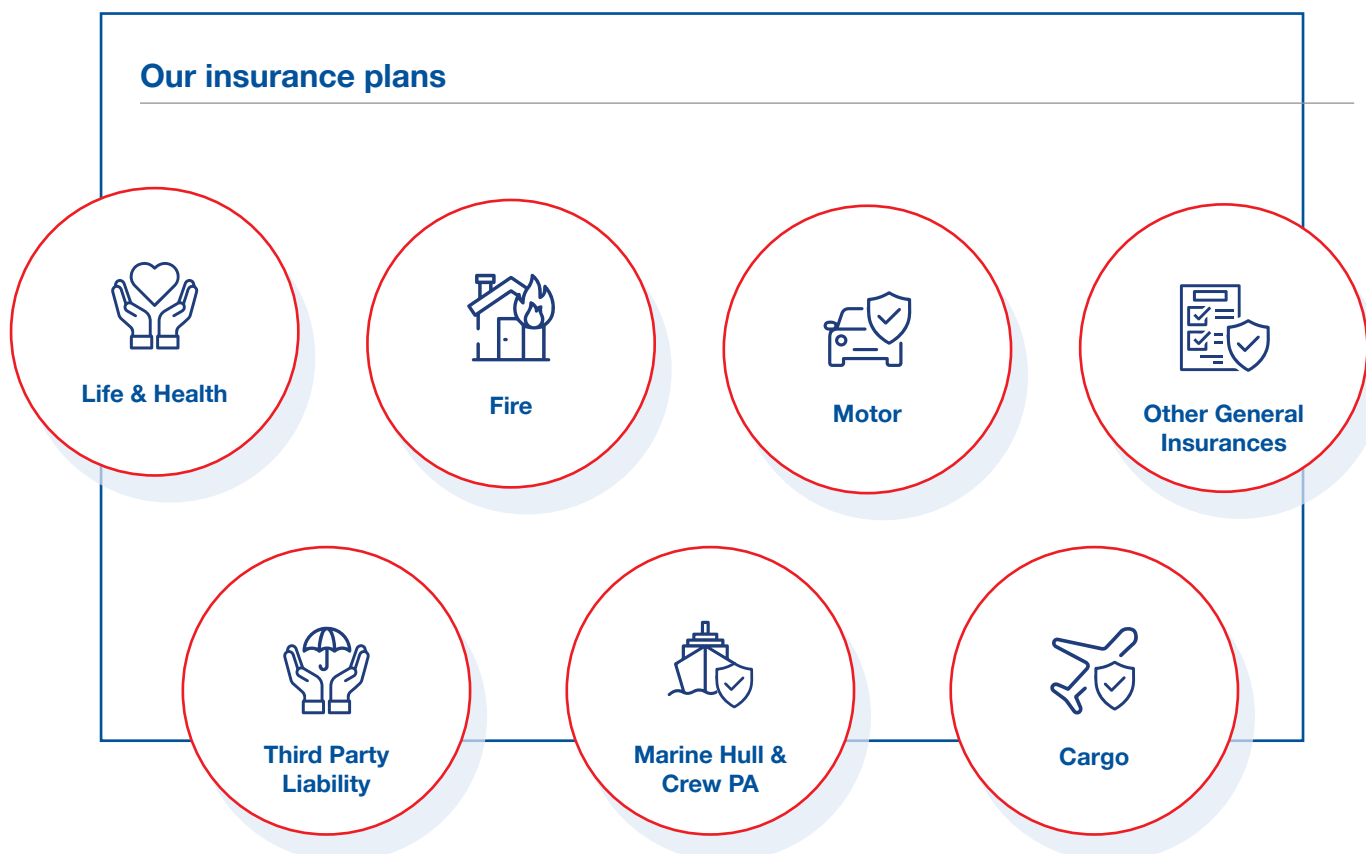 Our insurance plans
Life & Health
Fire
Motor
Other General
Insurances
Third Party
Liability
Marine Hull &
Crew PA
Cargo